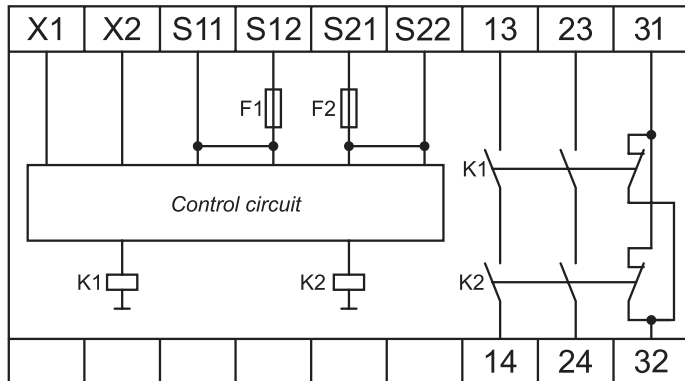 X1 X2 S11 S12 S21 S22 13 23 31
F1 F2
K1
Control circuit
K1 K2 K2
14 24 32